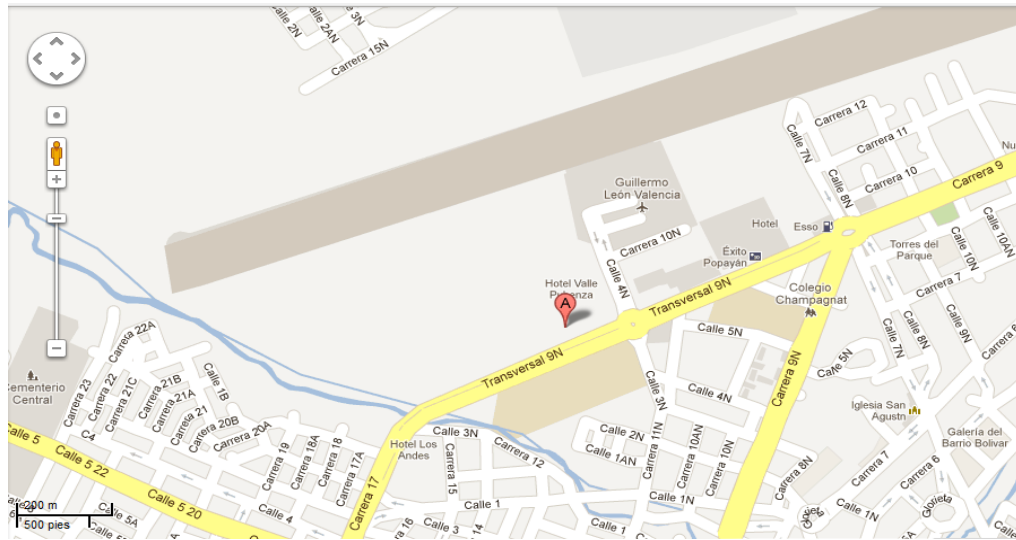 Calle 2N
Calle 2AN
Calle 3N
Carrera 15N
Carrera 12
Carrera 11
Calle 7N
Carrera 10
Calle 8N
Nu
Carrera 9
Guillermo
León Valencia
Hotel
Esso
Carrera 10N
Éxito
Popayán
Torres del
Parque
Carrera 10AN
Carrera 10N
Hotel Valle
A
Calle 4N
Transversal 9N
Colegio
Champagnat
Carrera 7
Calle 5N
Carrera 9N
Calle 9N
Calle 8N
Calle 7N
Carrera 6
Calle 5N
Calle 6N
Transversal 9N
Cementerio
Central
Carrera 22A
Carrera 23
Carrera 22
Carrera 21C
Carrera 21B
Carrera 21A
Carrera 21
Calle 1B
Carrera 20B
Carrera 20A
Calle 4N
Calle 3N
Iglesia San
Agustn
Galería del
Barrio Bolivar
Calle 5
C4
Calle 5 22
Calle 5 20
Carrera 19
Carrera 18A
Carrera 18
Carrera 17A
Carrera 17
Hotel Los
Andes
Calle 3N
Carrera 15
Carrera 12
Calle 2N
Calle 1AN
Carrera 11N
Carrera 10AN
Carrera 10N
Carrera 8N
Carrera 7
Carrera 6
Calle 1N
Calle 1N
Glorieta
Calle 1
Calle 1
Calle 3
Calle 4
Calle 5A
200 m
500 pies